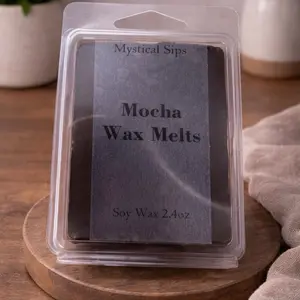 Mystical Sips
Mocha
Wax Melts
Soy Wax 2.4oz